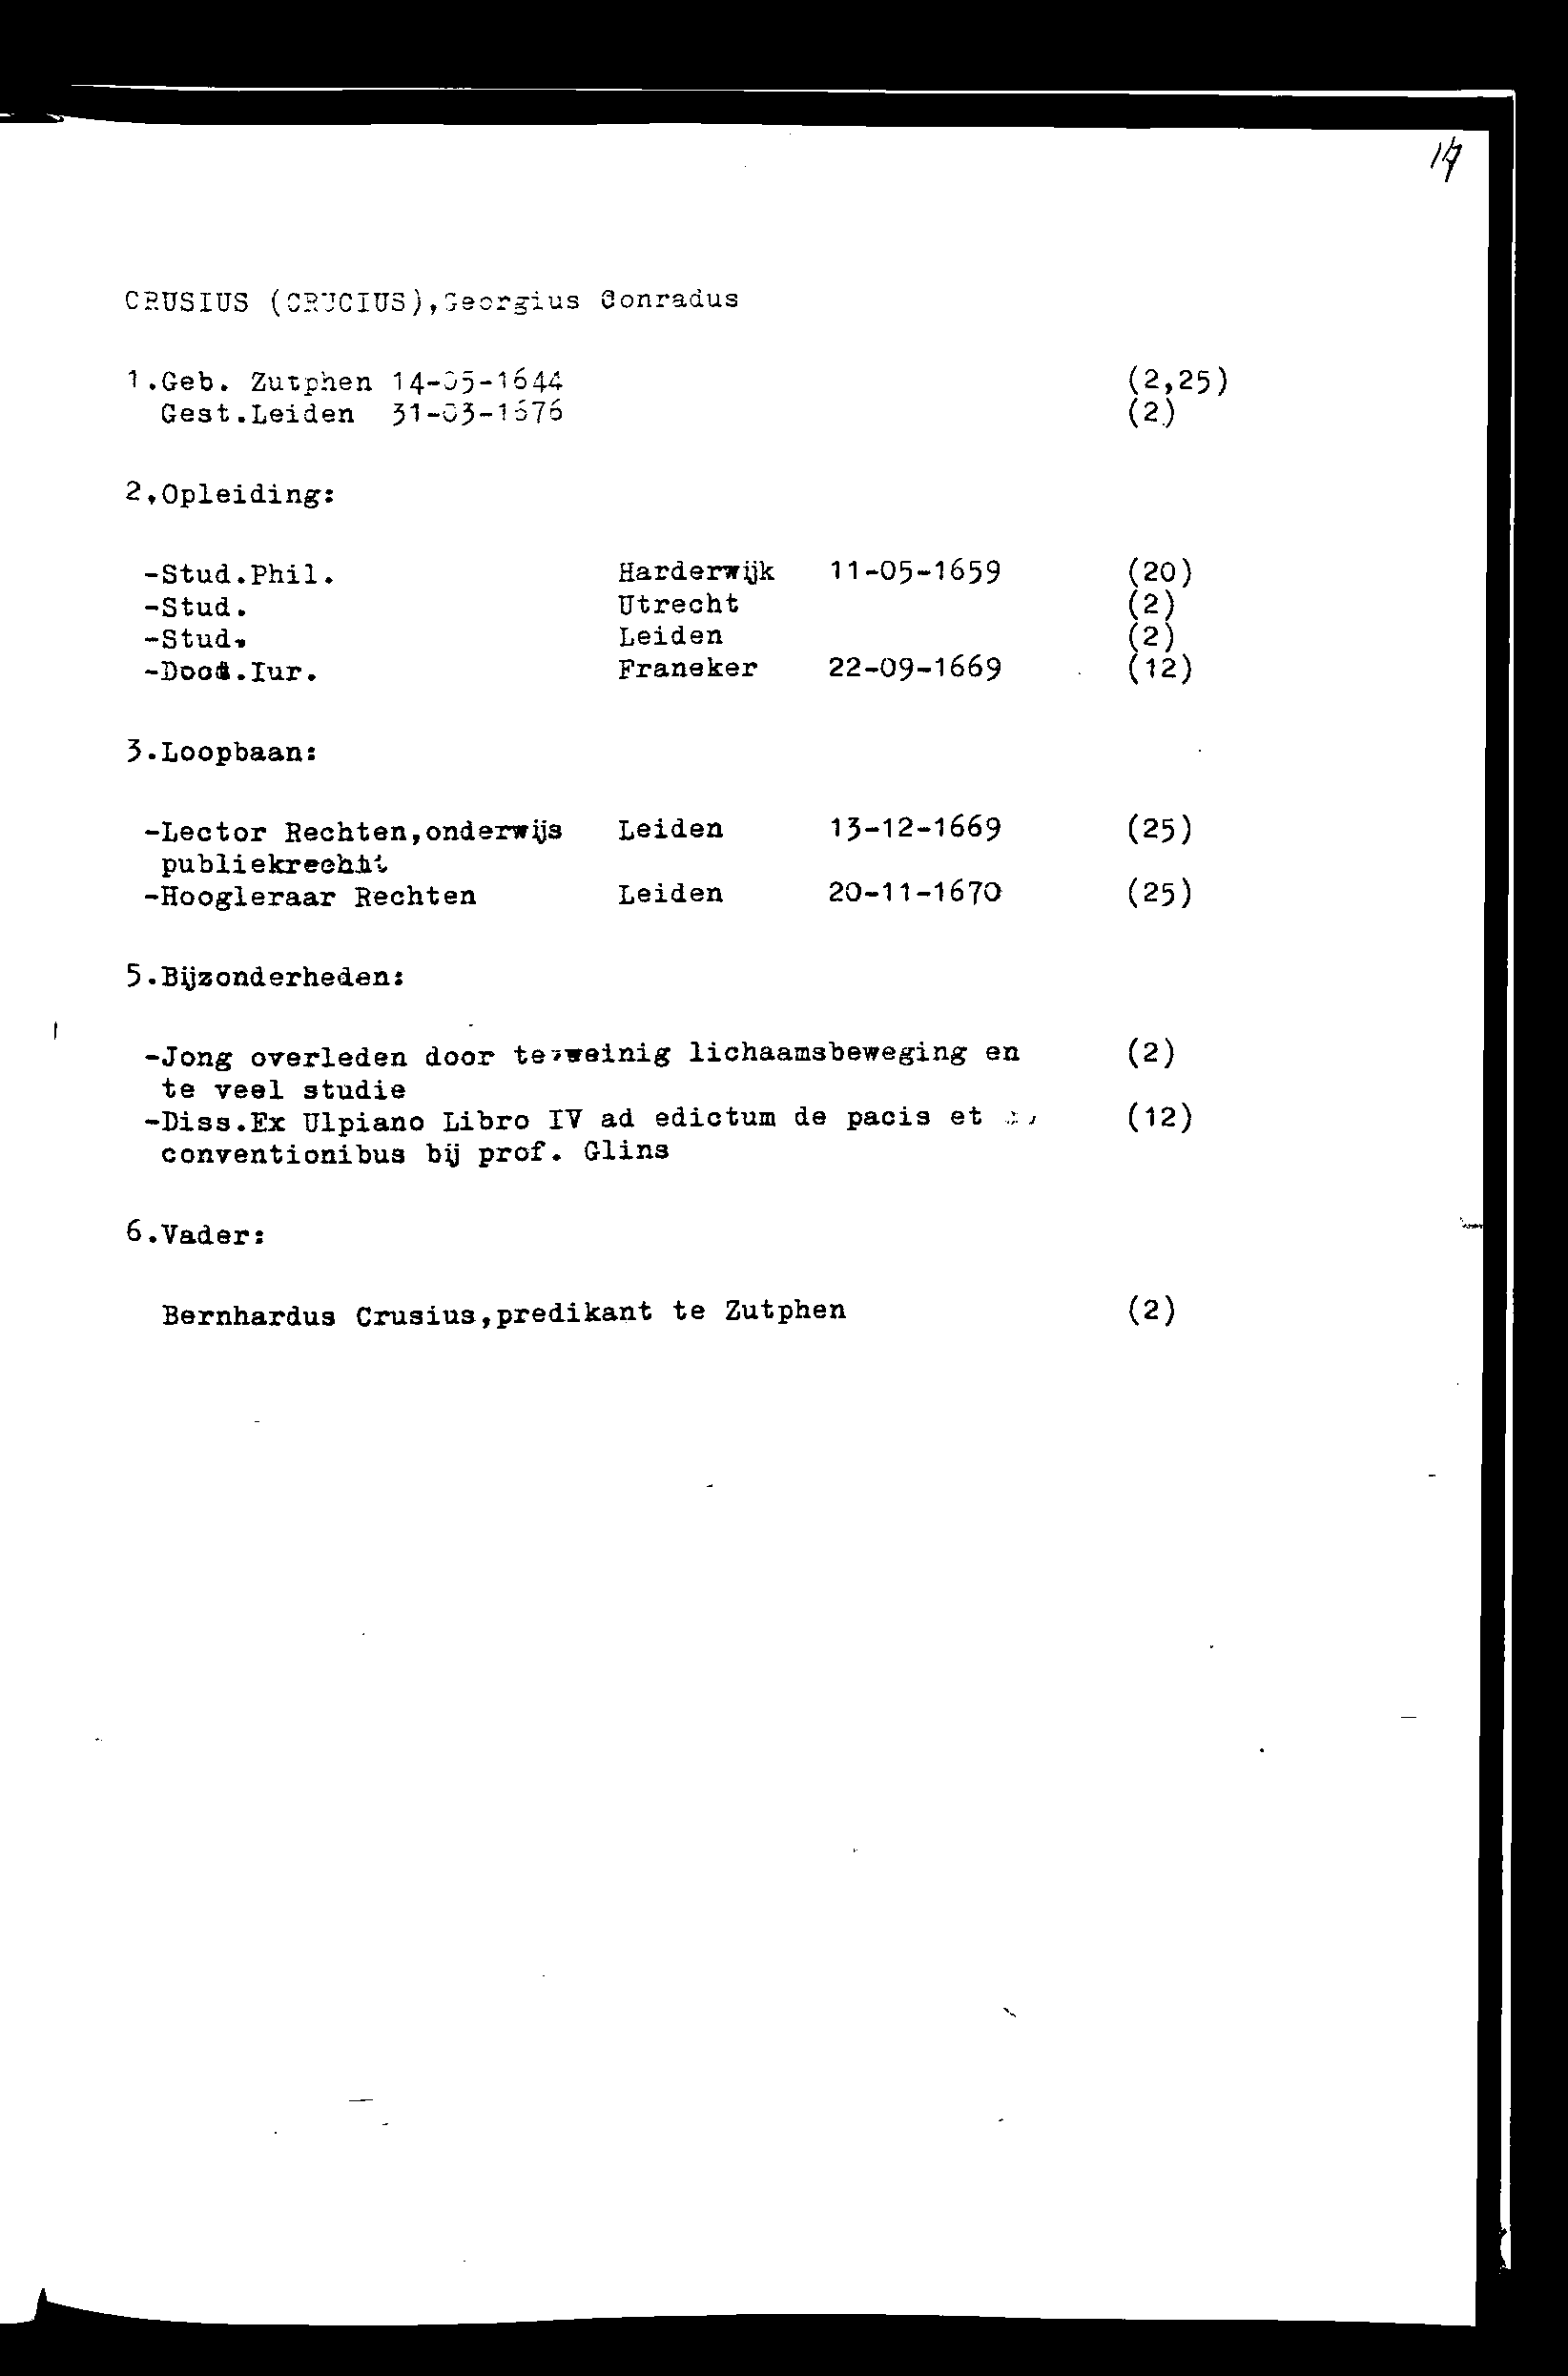 17
CRUSIUS (CRUCIUS),Georgius Conradus
1.Geb. Zutphen 14-05-1644 (2,25)
Gest.Leiden 31-03-1676 (2)
2.Opleiding:
-Stud.Phil. Harderwijk 11-05-1659 (20)
-Stud. Utrecht (2)
-Stud. Leiden (2)
-Doct.Iur. Franeker 22-09-1669 (12)
3.Loopbaan:
-Lector Rechten,onderwijs Leiden 13-12-1669 (25)
publiekrecht
-Hoogleraar Rechten Leiden 20-11-1670 (25)
5.Bijzonderheden:
-Jong overleden door te weinig lichaamsbeweging en (2)
te veel studie
-Diss.Ex Ulpiano Libro IV ad edictum de pacis et (12)
conventionibus bij prof. Glins
6.Vader:
Bernhardus Crusius,predikant te Zutphen (2)